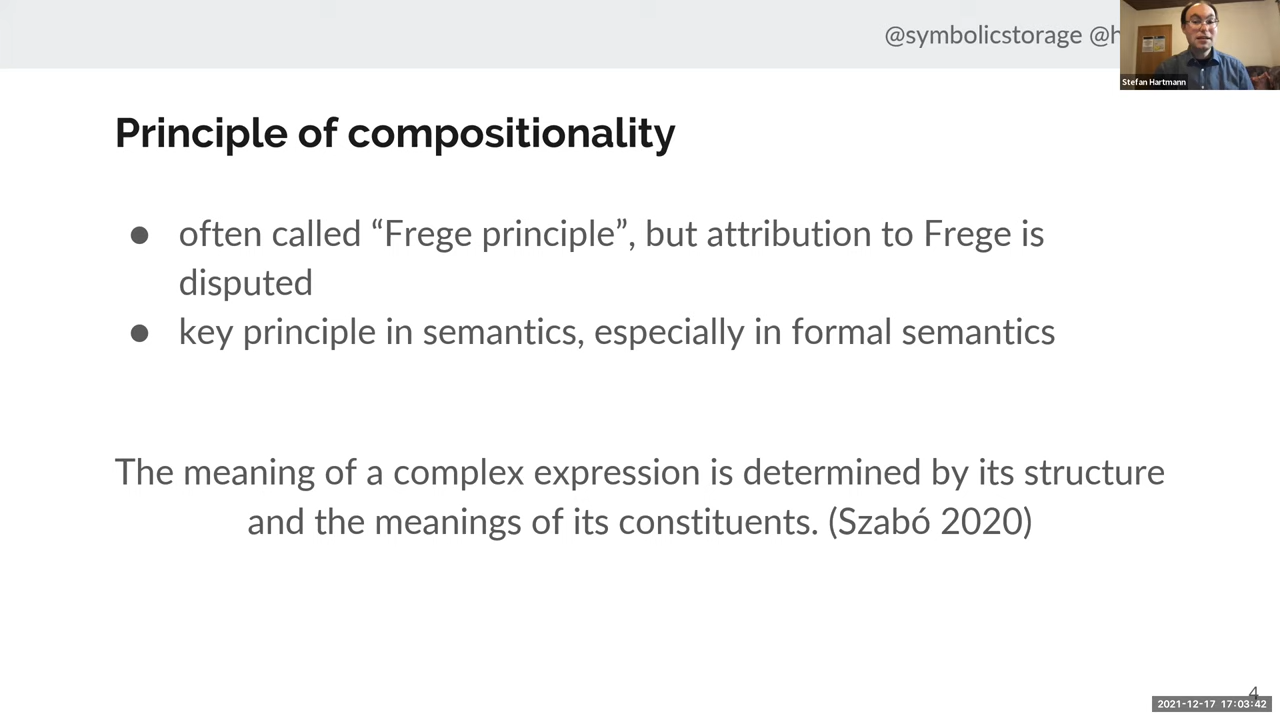 @symbolicstorage
Stefan Hartmann
Principle of compositionality
● often called “Frege principle”, but attribution to Frege is
disputed
● key principle in semantics, especially in formal semantics
The meaning of a complex expression is determined by its structure
and the meanings of its constituents. (Szabó 2020)
4
2021-12-17 17:03:42